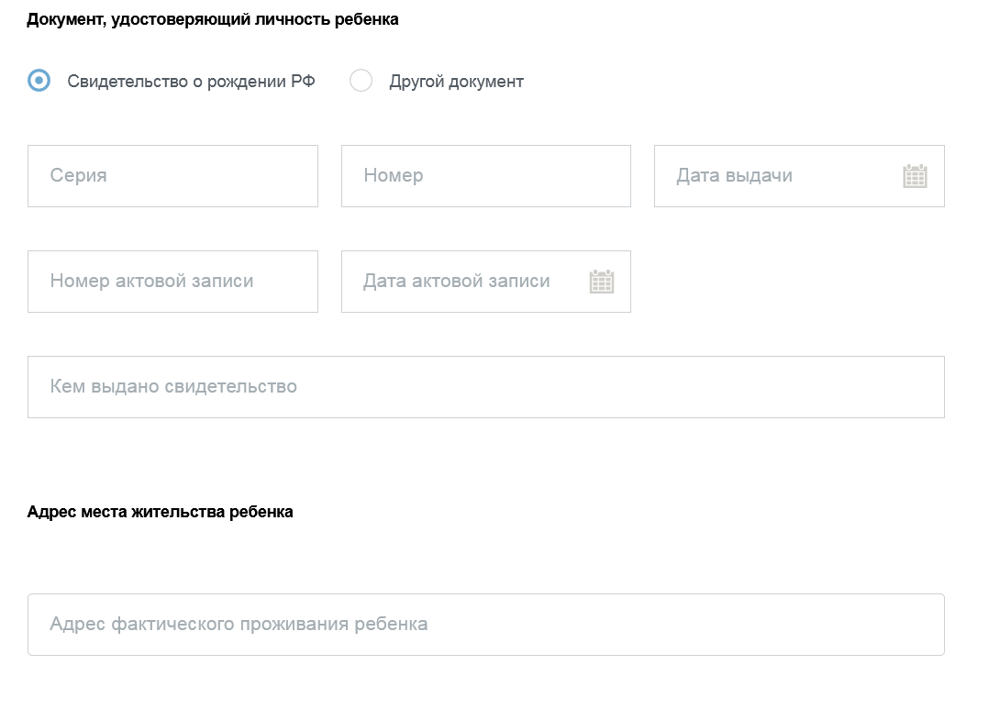 Документ, удостоверяющий личность ребенка
Свидетельство о рождении РФ Другой документ
Серия Номер Дата выдачи
Номер актовой записи Дата актовой записи
Кем выдано свидетельство
Адрес места жительства ребенка
Адрес фактического проживания ребенка